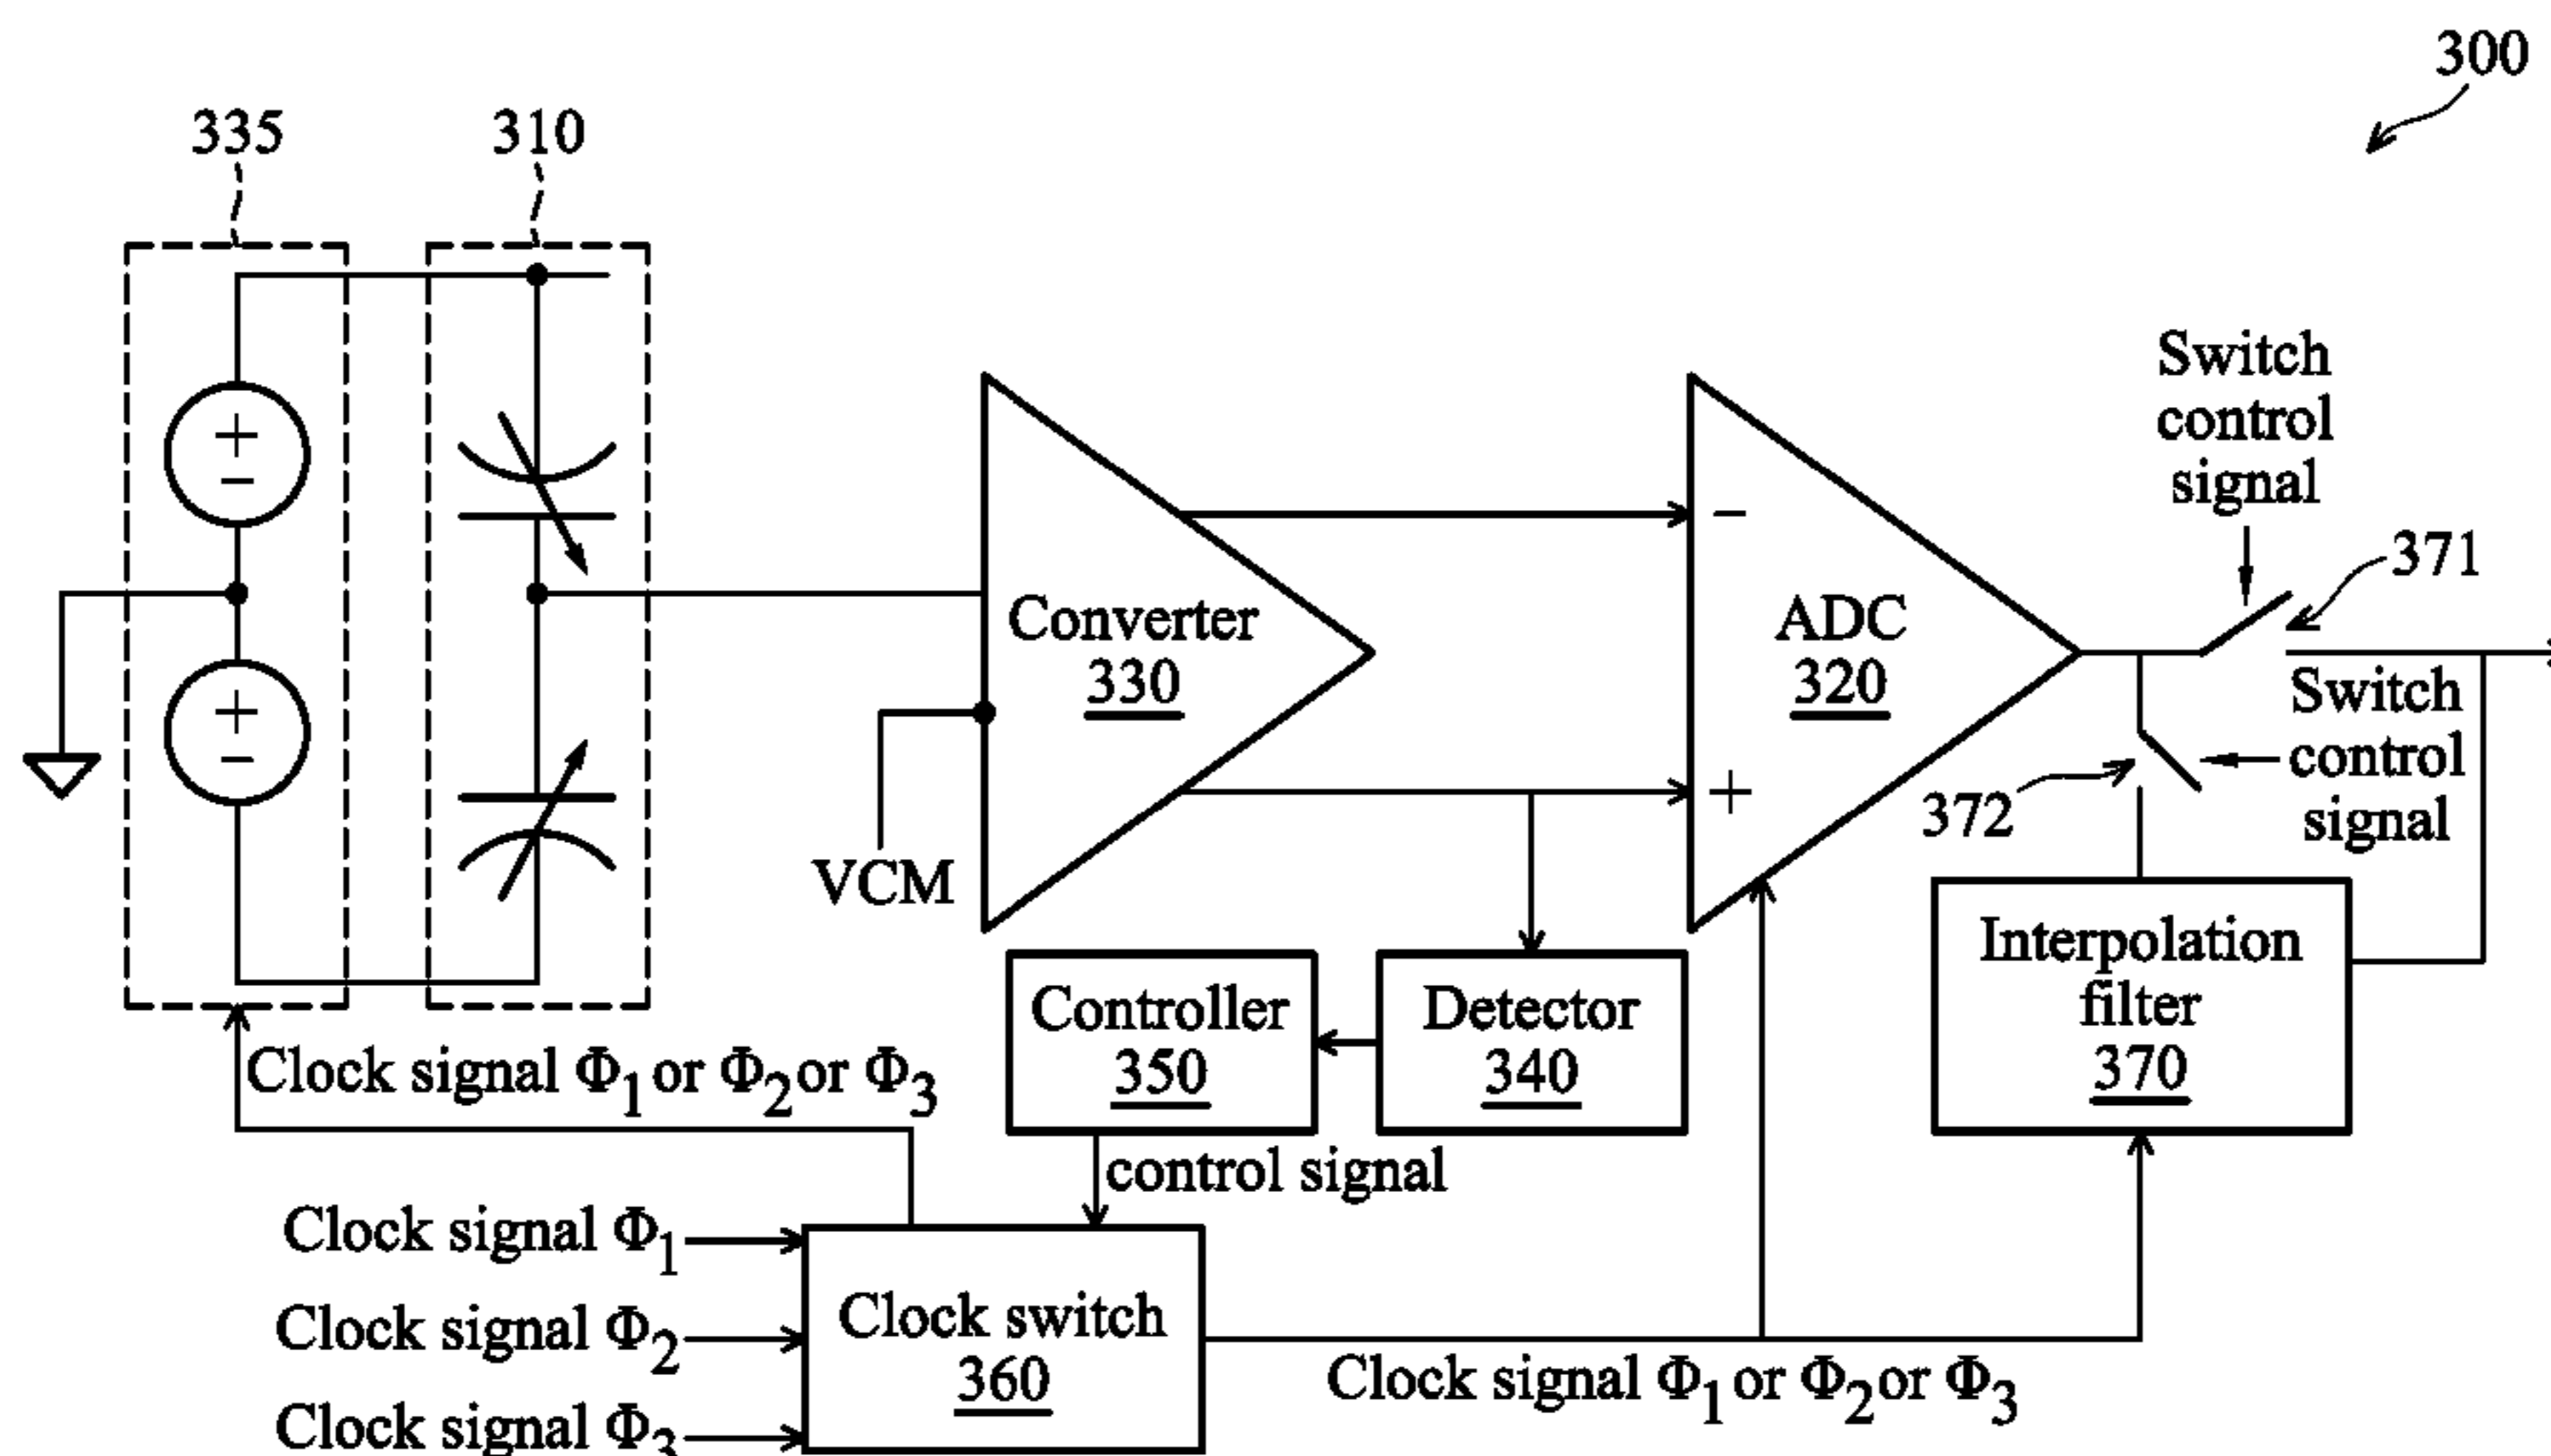 300
335
310
Switch
control
signal
371
+
−
−
Converter
330
ADC
320
Switch
control
signal
+
−
+
372
VCM
Interpolation
filter
370
Controller
350
Detector
340
Clock signal Φ1 or Φ2 or Φ3
control signal
Clock signal Φ1
Clock signal Φ2
Clock signal Φ3
Clock switch
360
Clock signal Φ1 or Φ2 or Φ3